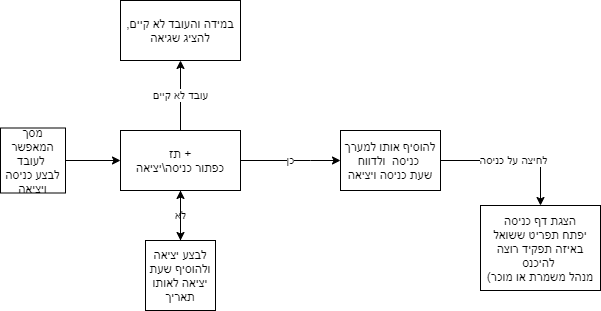 במידה והעובד לא קיים,
להציג שגיאה
עובד לא קיים
מסך
המאפשר
לעובד
לבצע כניסה
ויציאה
תז +
כפתור כניסה\יציאה
כן
להוסיף אותו למערך
כניסה ולדווח
שעת כניסה ויציאה
לחיצה על כניסה
לא
הצגת דף כניסה
יפתח תפריט ששואל
באיזה תפקיד רוצה
להיכנס
מנהל משמרת או מוכר)
לבצע יציאה
ולהוסיף שעת
יציאה לאותו
תאריך